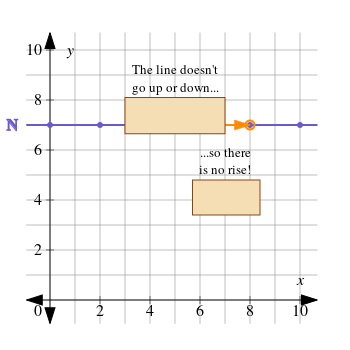 10
y
The line doesn't
go up or down...
8
N
6
...so there
is no rise!
4
2
x
0
2
4
6
8
10